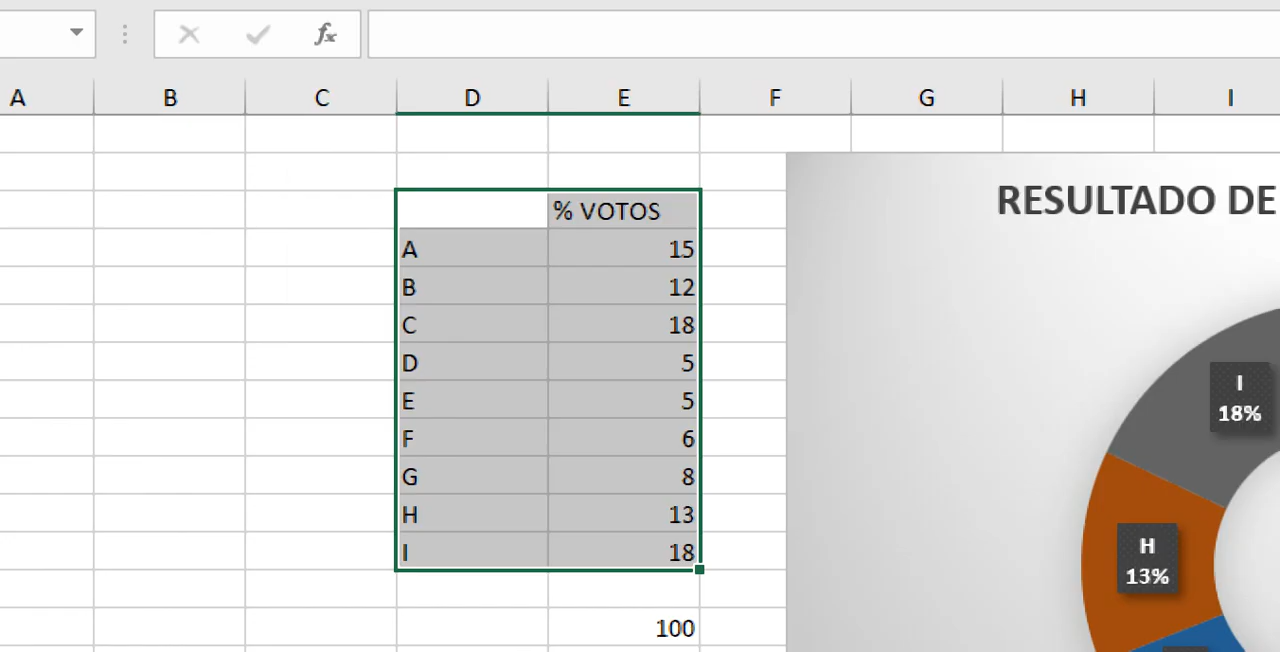 fx
A B C D E F G H I
RESULTADO DE
% VOTOS
A 15
B 12
C 18
D 5
E 5
F 6
G 8
H 13
I 18
100
I
18%
H
13%